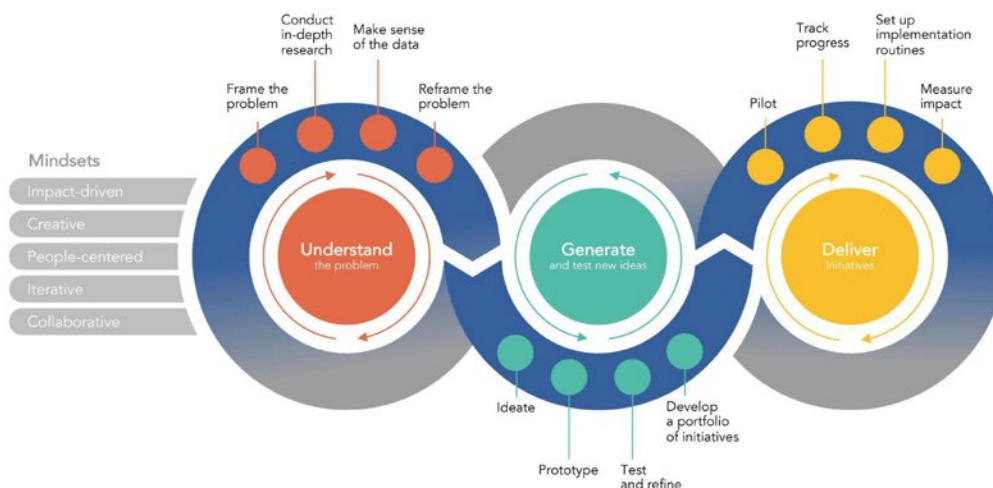 Mindsets
Impact-driven
Creative
People-centered
Iterative
Collaborative
Frame the
problem
Conduct
in-depth
research
Make sense
of the data
Reframe the
problem
Understand
the problem
Generate
and test new ideas
Ideate
Prototype
Test
and refine
Develop
a portfolio
of initiatives
Pilot
Track
progress
Set up
implementation
routines
Measure
impact
Deliver
Initiatives